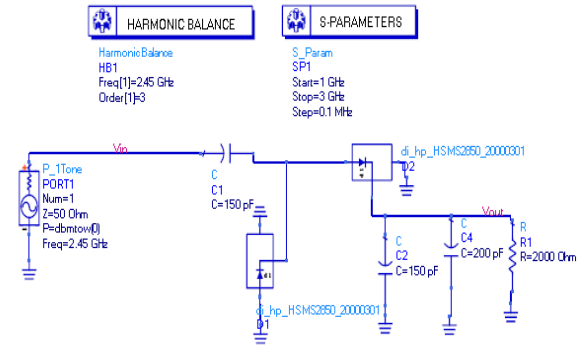 HARMONIC BALANCE
HarmonicBalance
HB1
Freq[1]=2.45 GHz
Order[1]=3
S-PARAMETERS
S_Param
SP1
Start=1 GHz
Stop=3 GHz
Step=0.1 MHz
Vin
P_1Tone
PORT1
Num=1
Z=50 Ohm
P=dbmtow(0)
Freq=2.45 GHz
C
C1
C=150 pF
di_hp_HSMS2850_20000301
D2
di_hp_HSMS2850_20000301
D1
C
C2
C=150 pF
C
C4
C=200 pF
Vout
R
R1
R=2000 Ohm